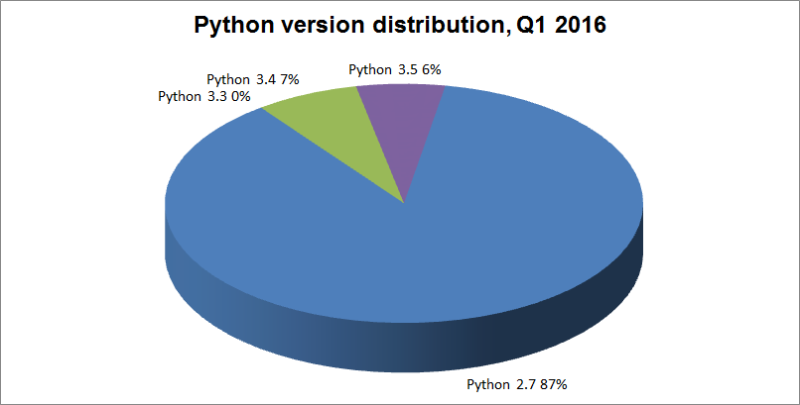 Python version distribution, Q1 2016
Python 3.5 6%
Python 3.4 7%
Python 3.3 0%
Python 2.7 87%